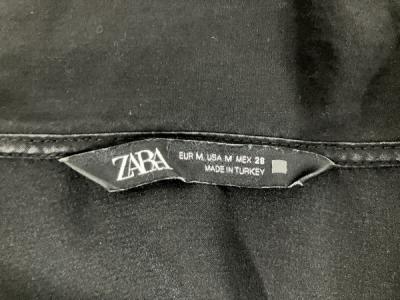 ZARA
EUR M, USA M MEX 28
MADE IN TURKEY